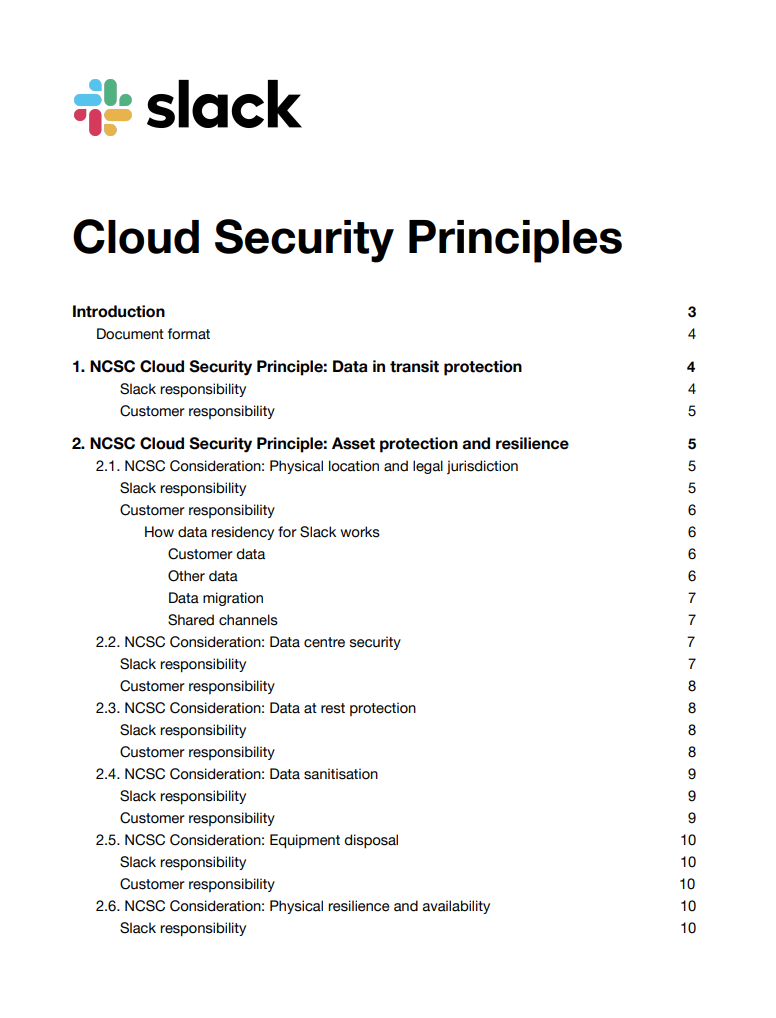 slack
Cloud Security Principles
Introduction 3
Document format 4
1. NCSC Cloud Security Principle: Data in transit protection 4
Slack responsibility 4
Customer responsibility 5
2. NCSC Cloud Security Principle: Asset protection and resilience 5
2.1. NCSC Consideration: Physical location and legal jurisdiction 5
Slack responsibility 5
Customer responsibility 6
How data residency for Slack works 6
Customer data 6
Other data 6
Data migration 7
Shared channels 7
2.2. NCSC Consideration: Data centre security 7
Slack responsibility 7
Customer responsibility 8
2.3. NCSC Consideration: Data at rest protection 8
Slack responsibility 8
Customer responsibility 8
2.4. NCSC Consideration: Data sanitisation 9
Slack responsibility 9
Customer responsibility 9
2.5. NCSC Consideration: Equipment disposal 10
Slack responsibility 10
Customer responsibility 10
2.6. NCSC Consideration: Physical resilience and availability 10
Slack responsibility 10